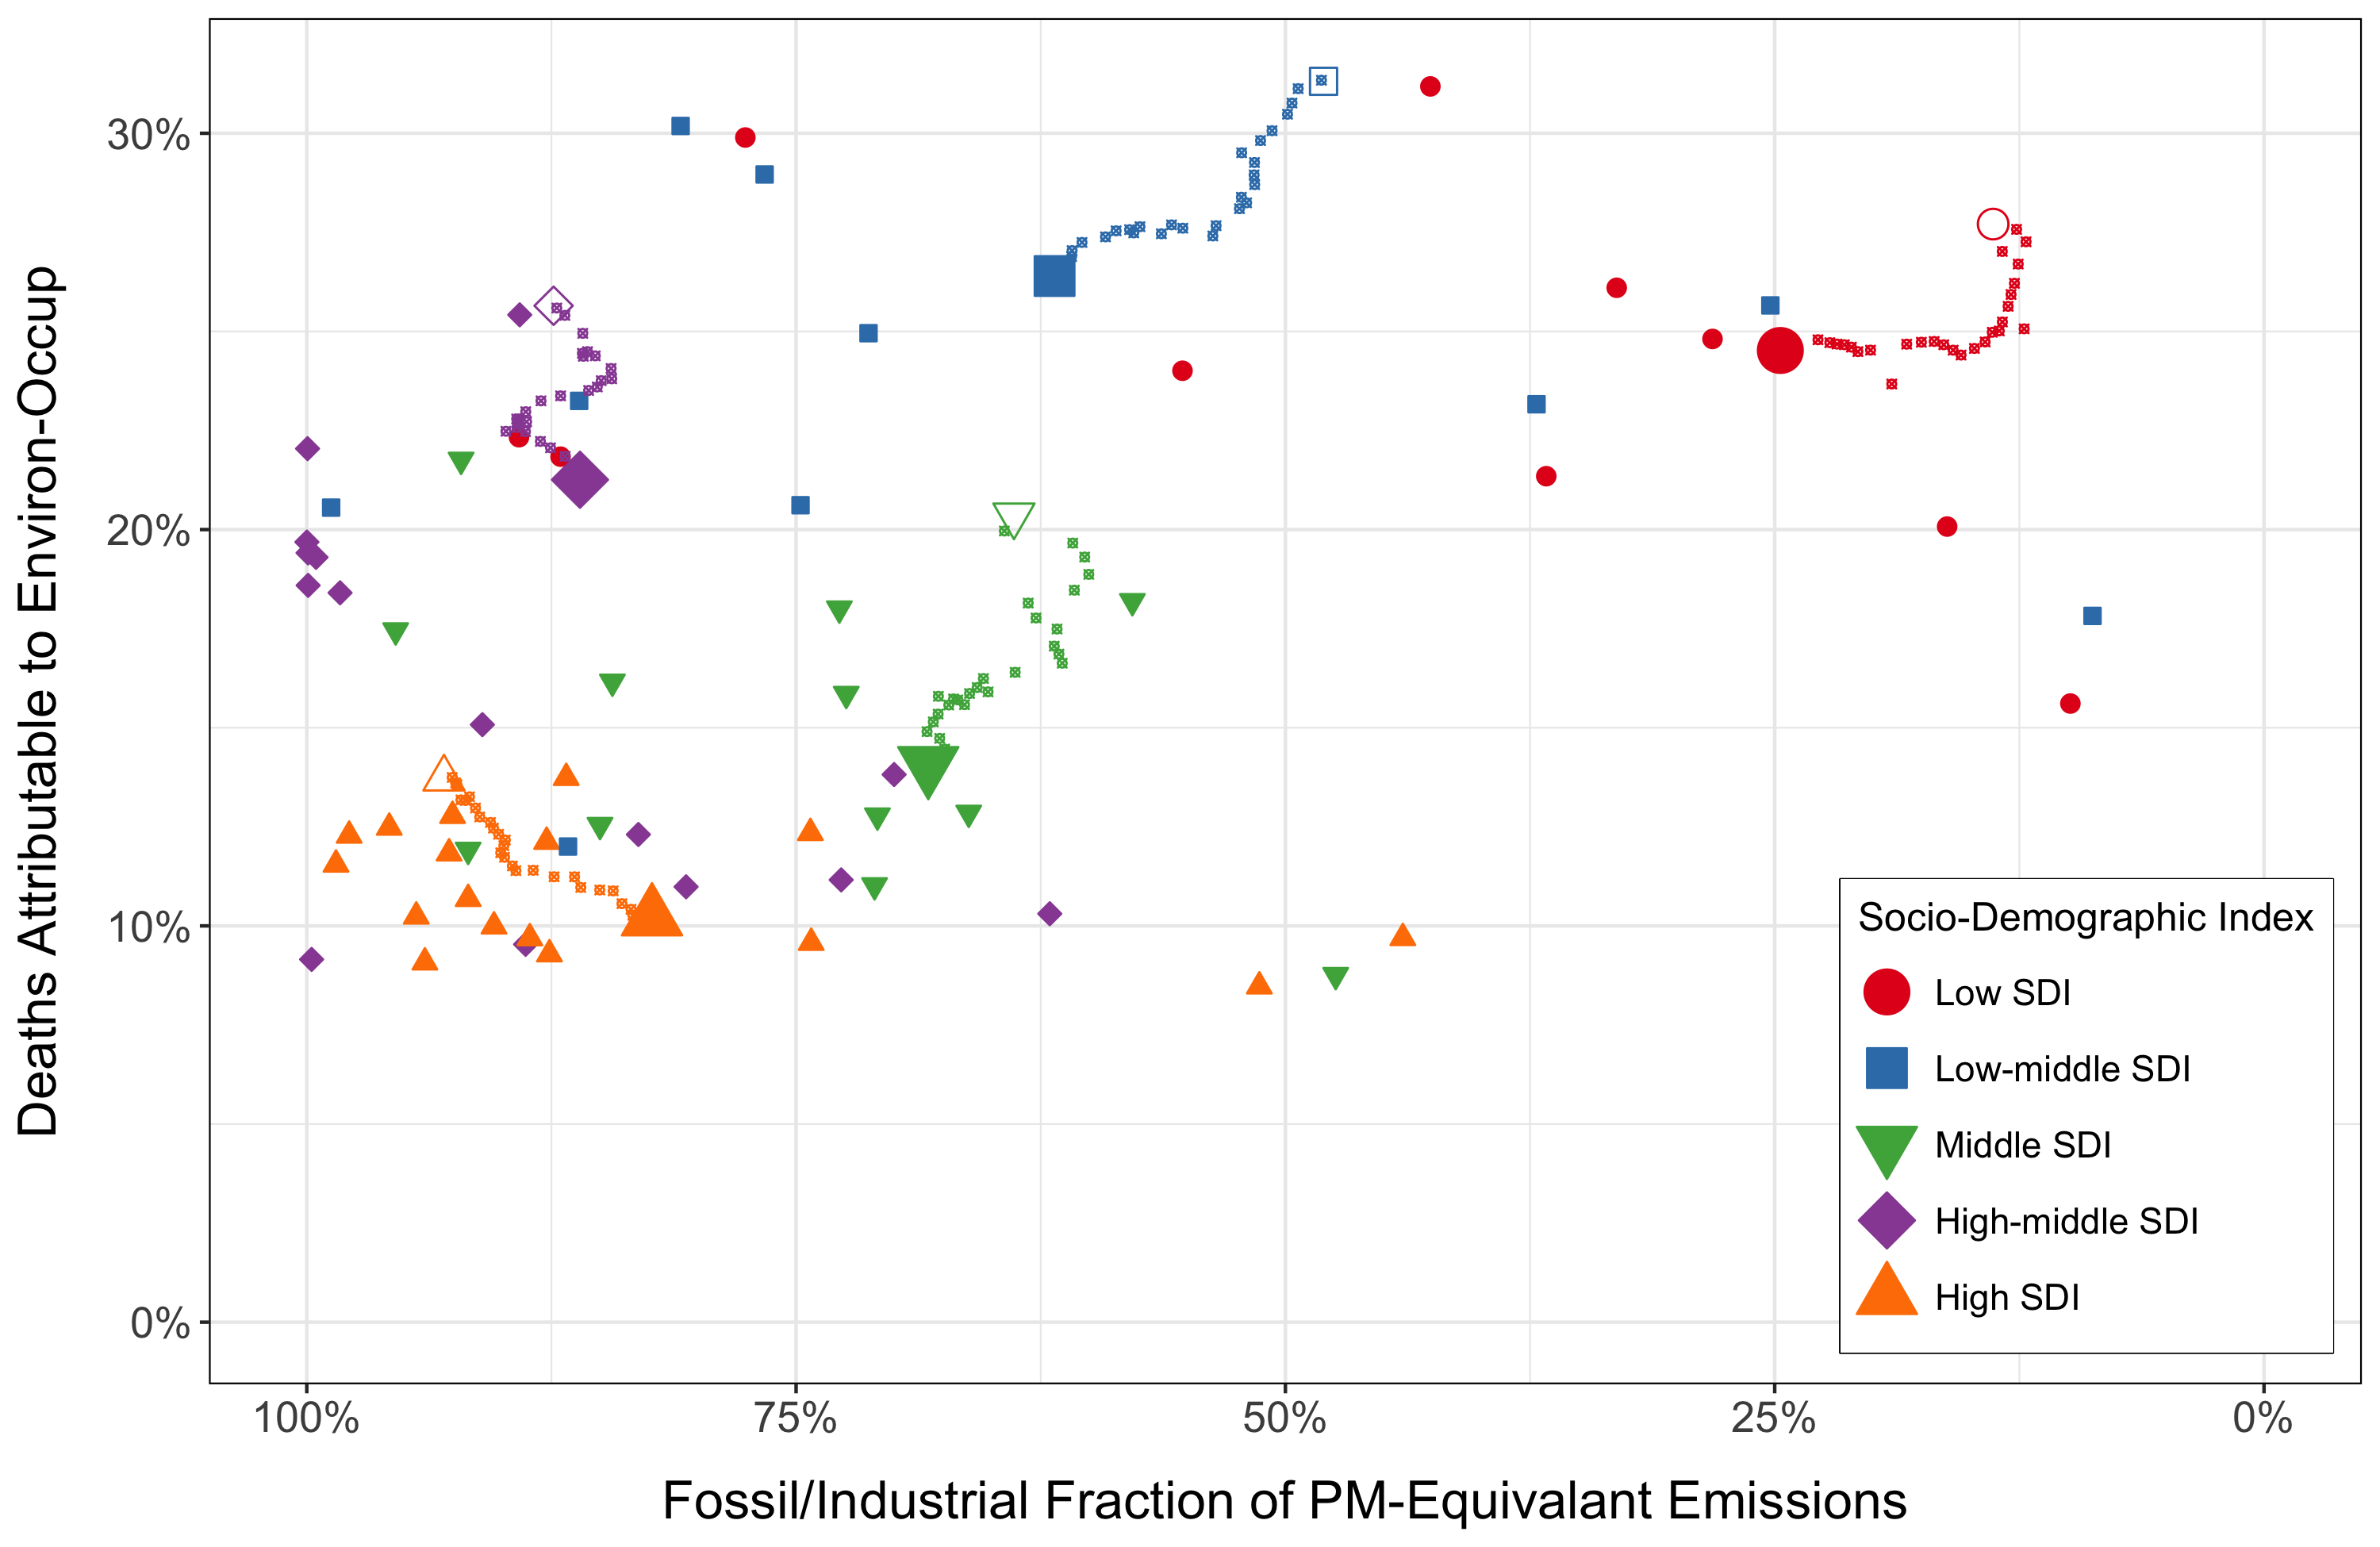 Deaths Attributable to Environ-Occup
30%
20%
10%
0%
100%
75%
50%
25%
0%
Fossil/Industrial Fraction of PM-Equivalant Emissions
Socio-Demographic Index
Low SDI
Low-middle SDI
Middle SDI
High-middle SDI
High SDI